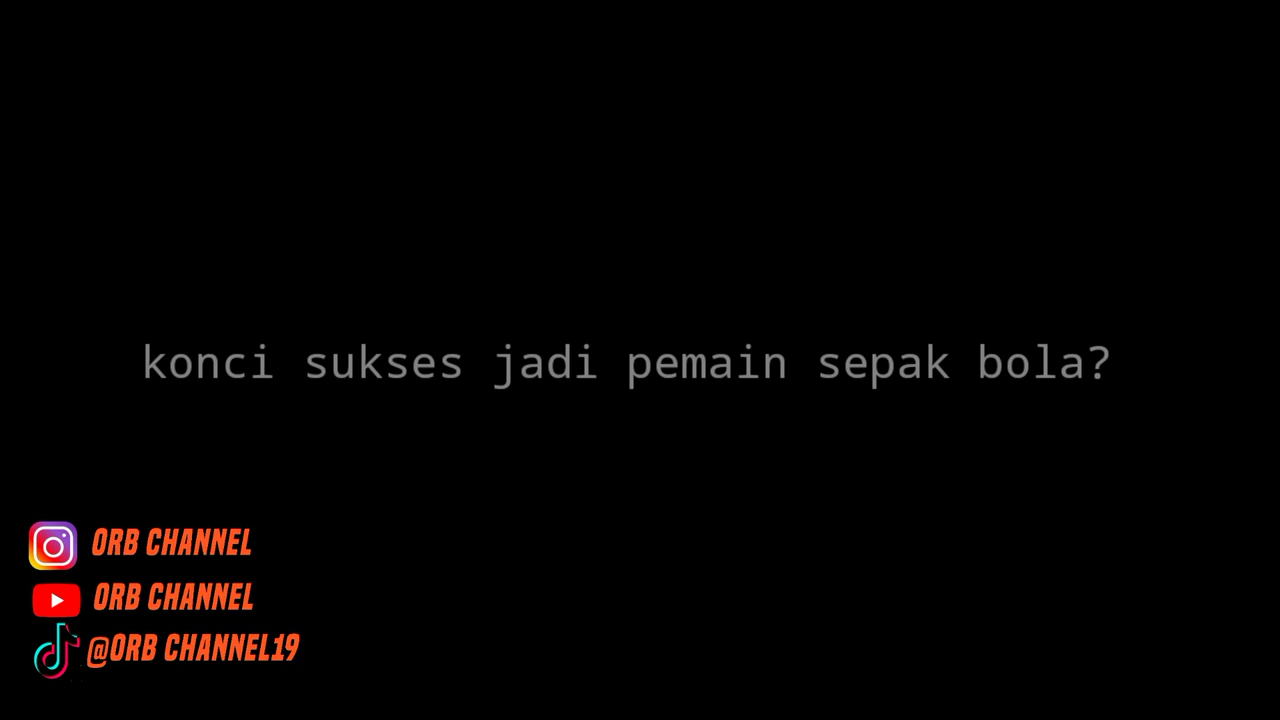 konci sukses jadi pemain sepak bola?
ORB CHANNEL
ORB CHANNEL
@ORB CHANNEL19